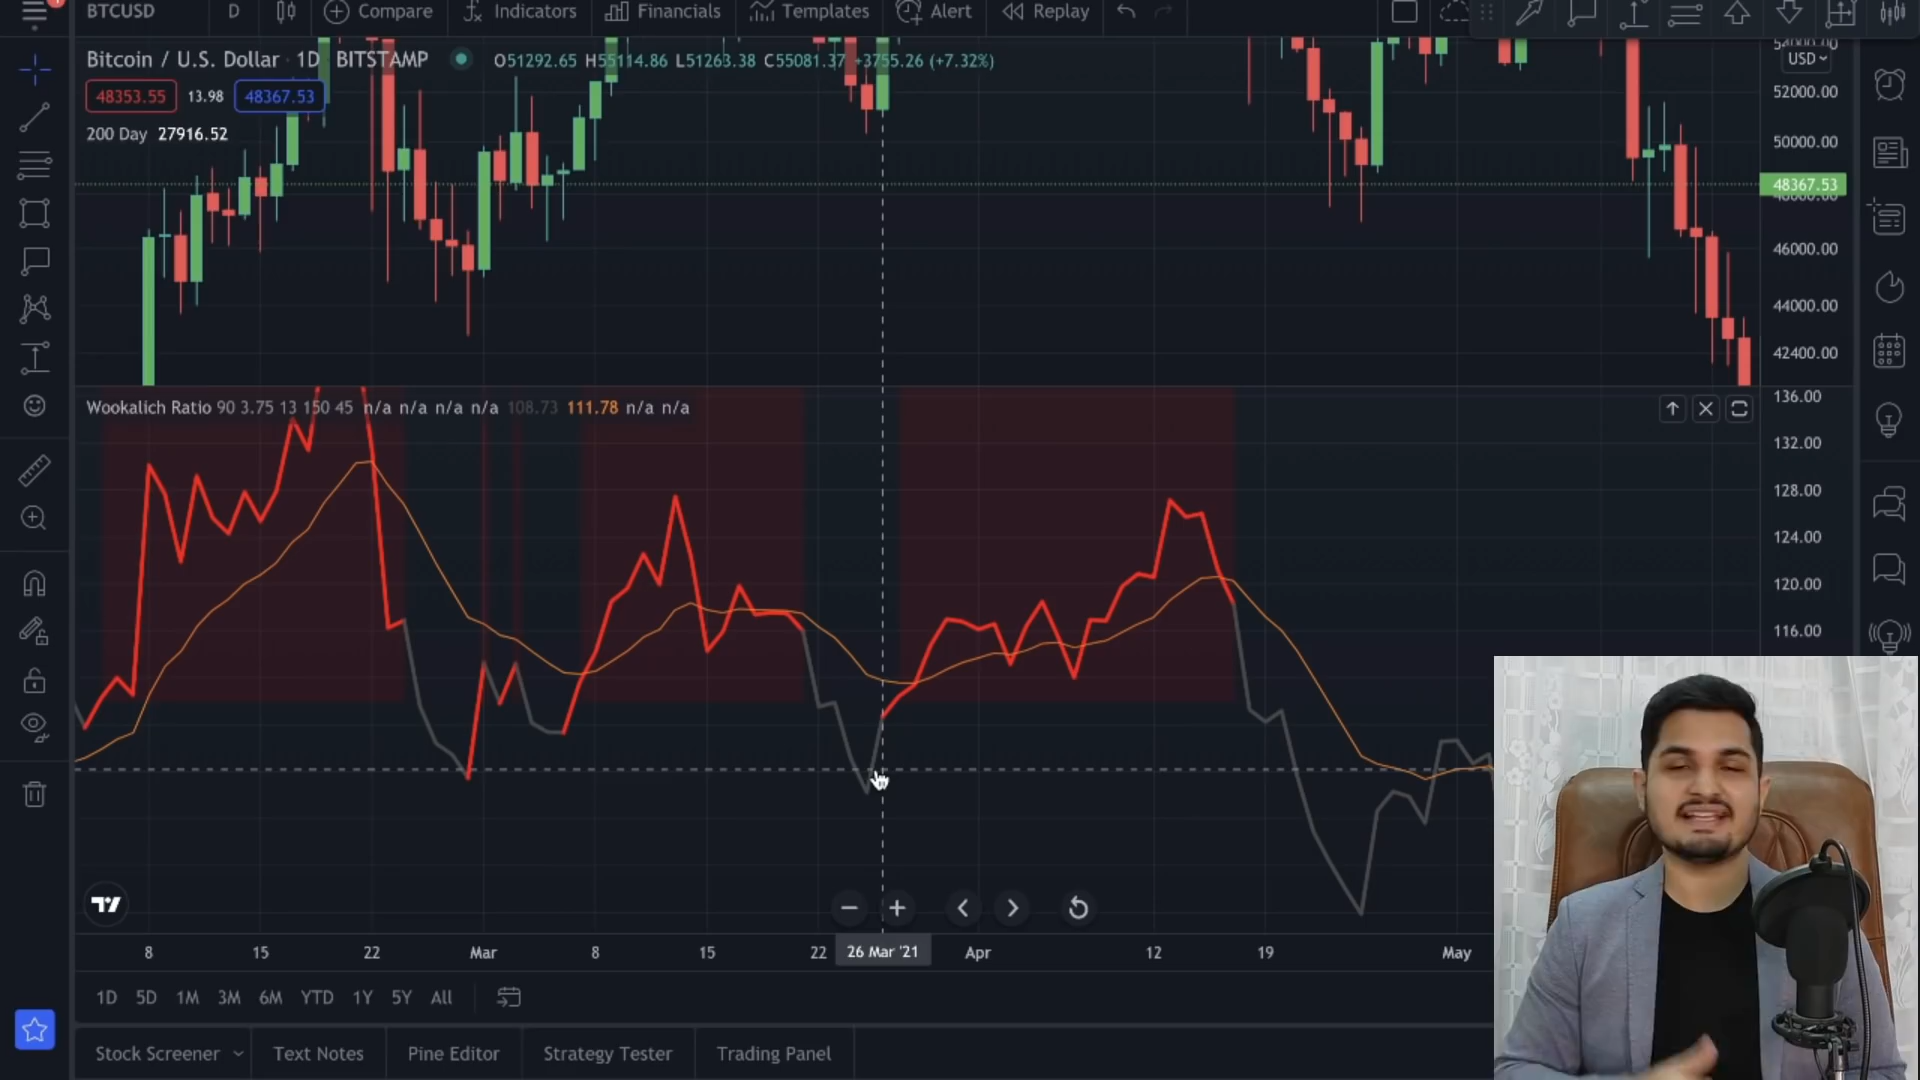 BTCUSD D Compare Indicators Financials Templates Alert Replay
Bitcoin / U.S. Dollar · 1D BITSTAMP O51292.65 H55114.86 L51263.38 C55081.37 +3755.26 (+7.32%)
48353.55 13.98 48367.53
200 Day 27916.52
54000.00
USD
52000.00
50000.00
48367.53
48000.00
46000.00
44000.00
42400.00
Wookalich Ratio 90 3.75 13 150 45 n/a n/a n/a n/a 108.73 111.78 n/a n/a
136.00
132.00
128.00
124.00
120.00
116.00
8 15 22 Mar 8 15 22 26 Mar '21 Apr 12 19 May
1D 5D 1M 3M 6M YTD 1Y 5Y All
Stock Screener Text Notes Pine Editor Strategy Tester Trading Panel